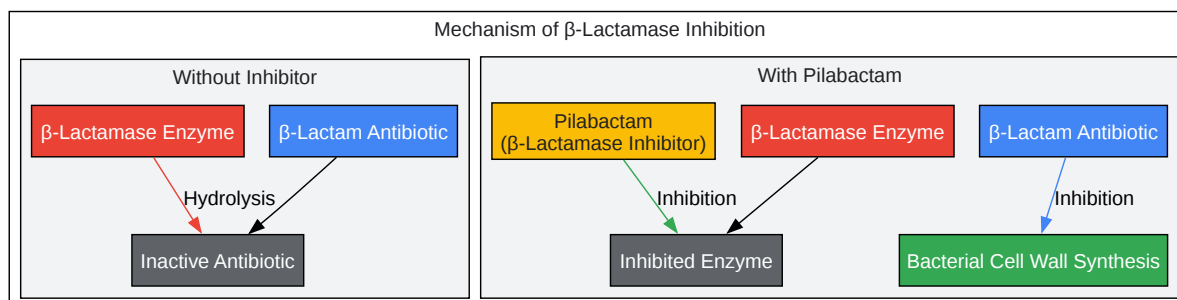 Mechanism of β-Lactamase Inhibition
Without Inhibitor
β-Lactamase Enzyme
β-Lactam Antibiotic
Hydrolysis
Inactive Antibiotic
With Pilabactam
Pilabactam
(β-Lactamase Inhibitor)
β-Lactamase Enzyme
β-Lactam Antibiotic
Inhibition
Inhibition
Inhibited Enzyme
Bacterial Cell Wall Synthesis